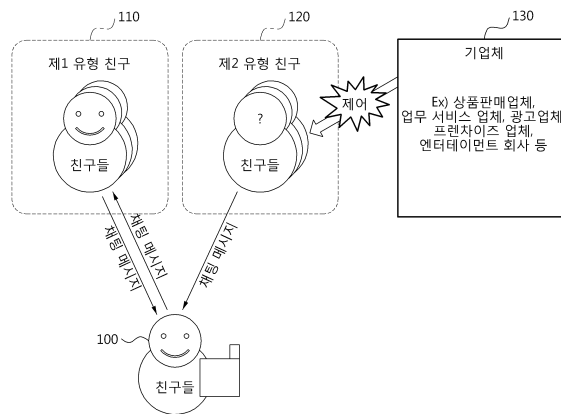 110
120
130
제1 유형 친구
제2 유형 친구
기업체
?
제어
Ex) 상품판매업체,
업무 서비스 업체, 광고업체
프렌차이즈 업체,
엔터테이먼트 회사 등
친구들
친구들
채팅 메시지
채팅 메시지
채팅 메시지
100
친구들